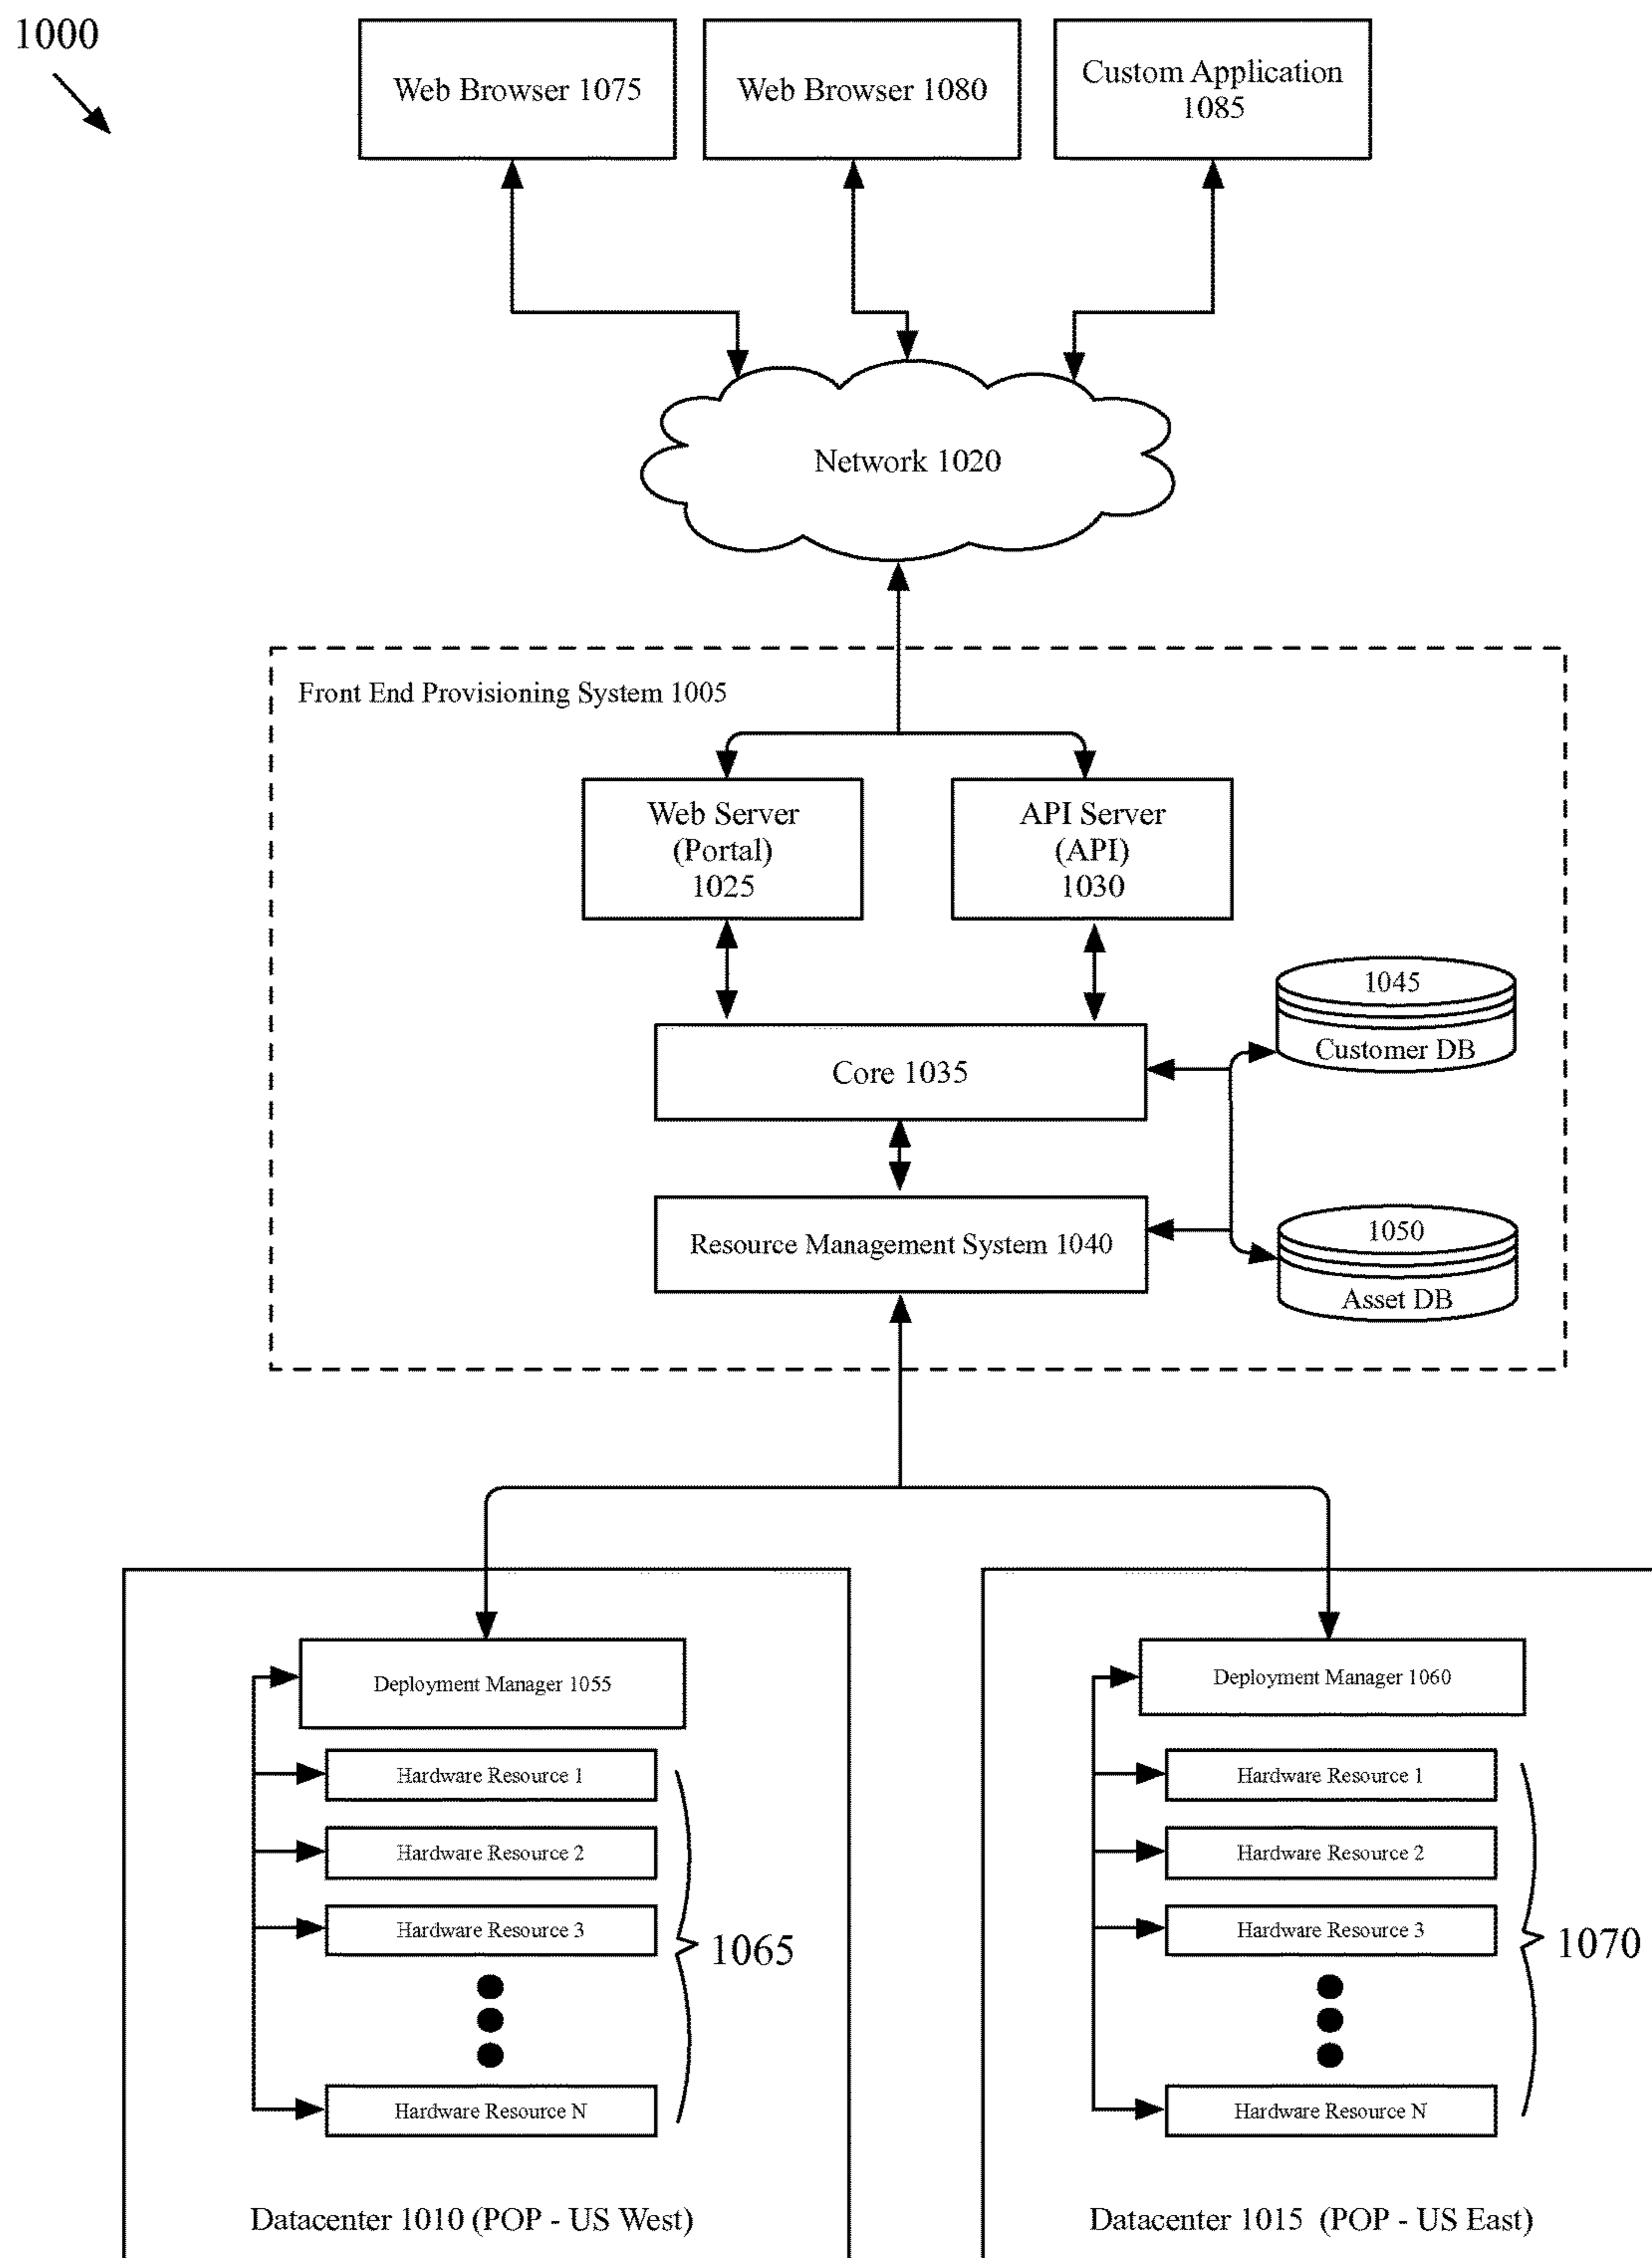 1000
Web Browser 1075
Web Browser 1080
Custom Application
1085
Network 1020
Front End Provisioning System 1005
Web Server
(Portal)
1025
API Server
(API)
1030
1045
Customer DB
Core 1035
Resource Management System 1040
1050
Asset DB
Deployment Manager 1055
Hardware Resource 1
Hardware Resource 2
Hardware Resource 3
Hardware Resource N
1065
Datacenter 1010 (POP - US West)
Deployment Manager 1060
Hardware Resource 1
Hardware Resource 2
Hardware Resource 3
Hardware Resource N
1070
Datacenter 1015 (POP - US East)